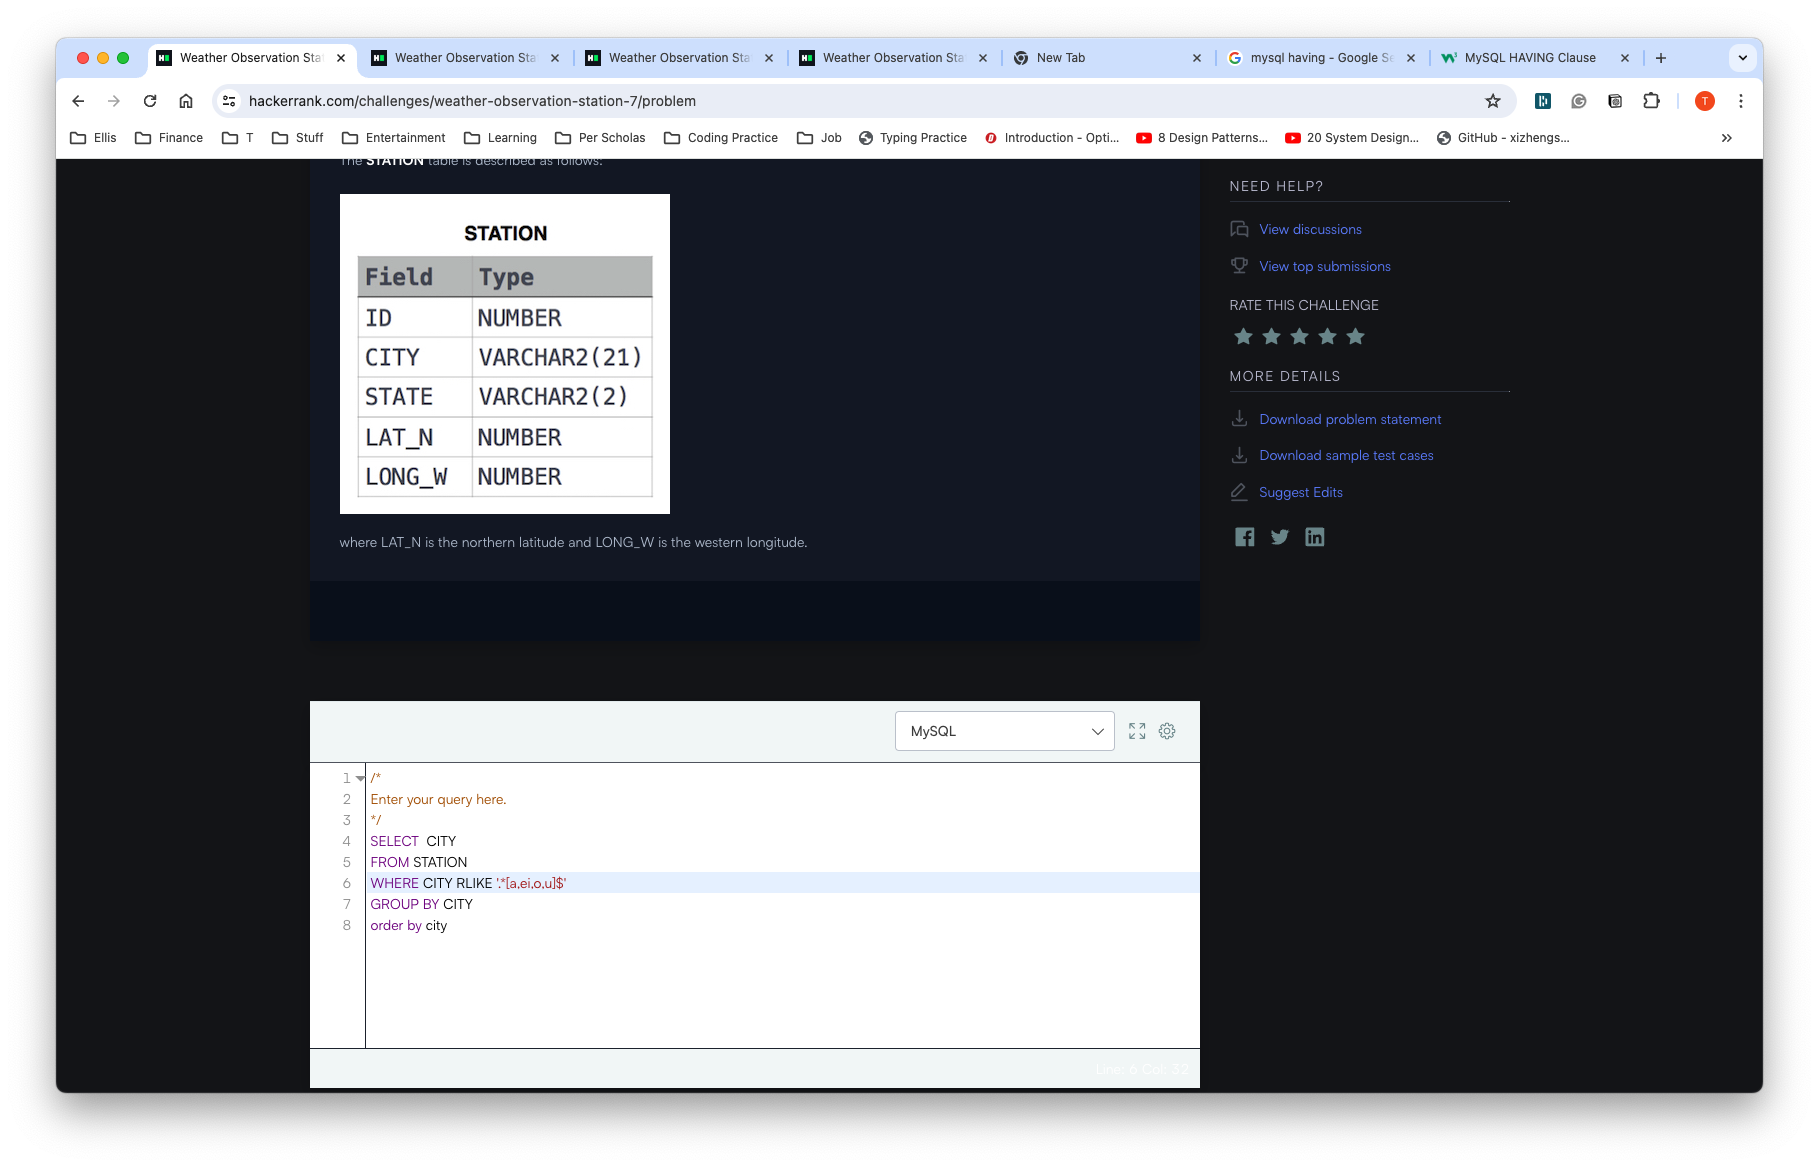 Weather Observation Stat
Weather Observation Sta
Weather Observation Sta
Weather Observation Sta
New Tab
mysql having - Google Se
MySQL HAVING Clause
hackerrank.com/challenges/weather-observation-station-7/problem
T
Ellis
Finance
T
Stuff
Entertainment
Learning
Per Scholas
Coding Practice
Job
Typing Practice
Introduction - Opti...
8 Design Patterns...
20 System Design...
GitHub - xizhengs...
The STATION table is described as follows:
STATION
Field Type
ID NUMBER
CITY VARCHAR2(21)
STATE VARCHAR2(2)
LAT_N NUMBER
LONG_W NUMBER
where LAT_N is the northern latitude and LONG_W is the western longitude.
NEED HELP?
View discussions
View top submissions
RATE THIS CHALLENGE
MORE DETAILS
Download problem statement
Download sample test cases
Suggest Edits
MySQL
1 /*
2 Enter your query here.
3 */
4 SELECT  CITY
5 FROM STATION
6 WHERE CITY RLIKE '.*[a,ei,o,u]$'
7 GROUP BY CITY
8 order by city
Line: 6 Col: 32